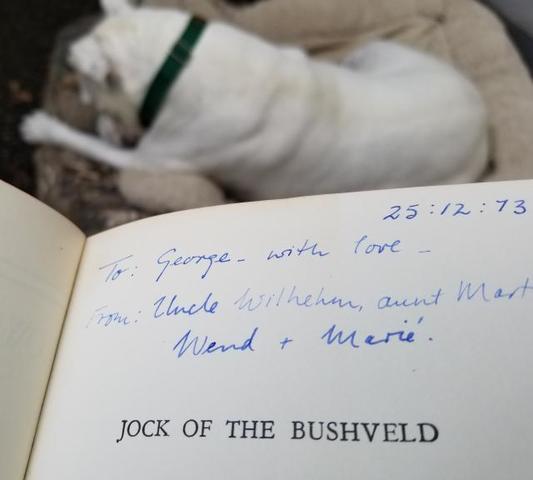 25:12:73
To: George - with love -
From: Uncle Wilhelm, aunt Mart
Wend + Marié.
JOCK OF THE BUSHVELD